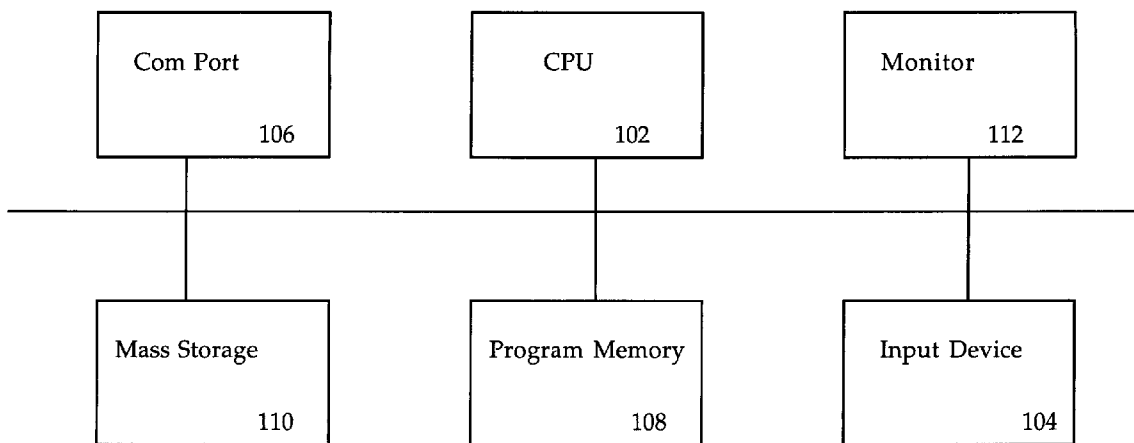 Com Port
106
CPU
102
Monitor
112
Mass Storage
110
Program Memory
108
Input Device
104